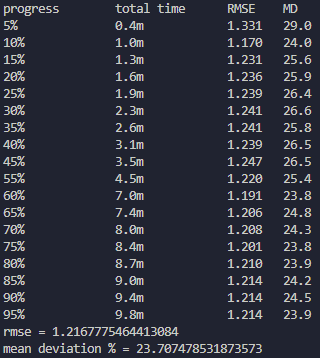 progress total time RMSE MD
5% 0.4m 1.331 29.0
10% 1.0m 1.170 24.0
15% 1.3m 1.231 25.6
20% 1.6m 1.236 25.9
25% 1.9m 1.239 26.4
30% 2.3m 1.241 26.6
35% 2.6m 1.241 25.8
40% 3.1m 1.239 26.5
45% 3.5m 1.247 26.5
55% 4.5m 1.220 25.4
60% 7.0m 1.191 23.8
65% 7.4m 1.206 24.8
70% 8.0m 1.208 24.3
75% 8.4m 1.201 23.8
80% 8.7m 1.210 23.9
85% 9.0m 1.214 24.2
90% 9.4m 1.214 24.5
95% 9.8m 1.214 23.9
rmse = 1.2167775464413084
mean deviation % = 23.707478531873573